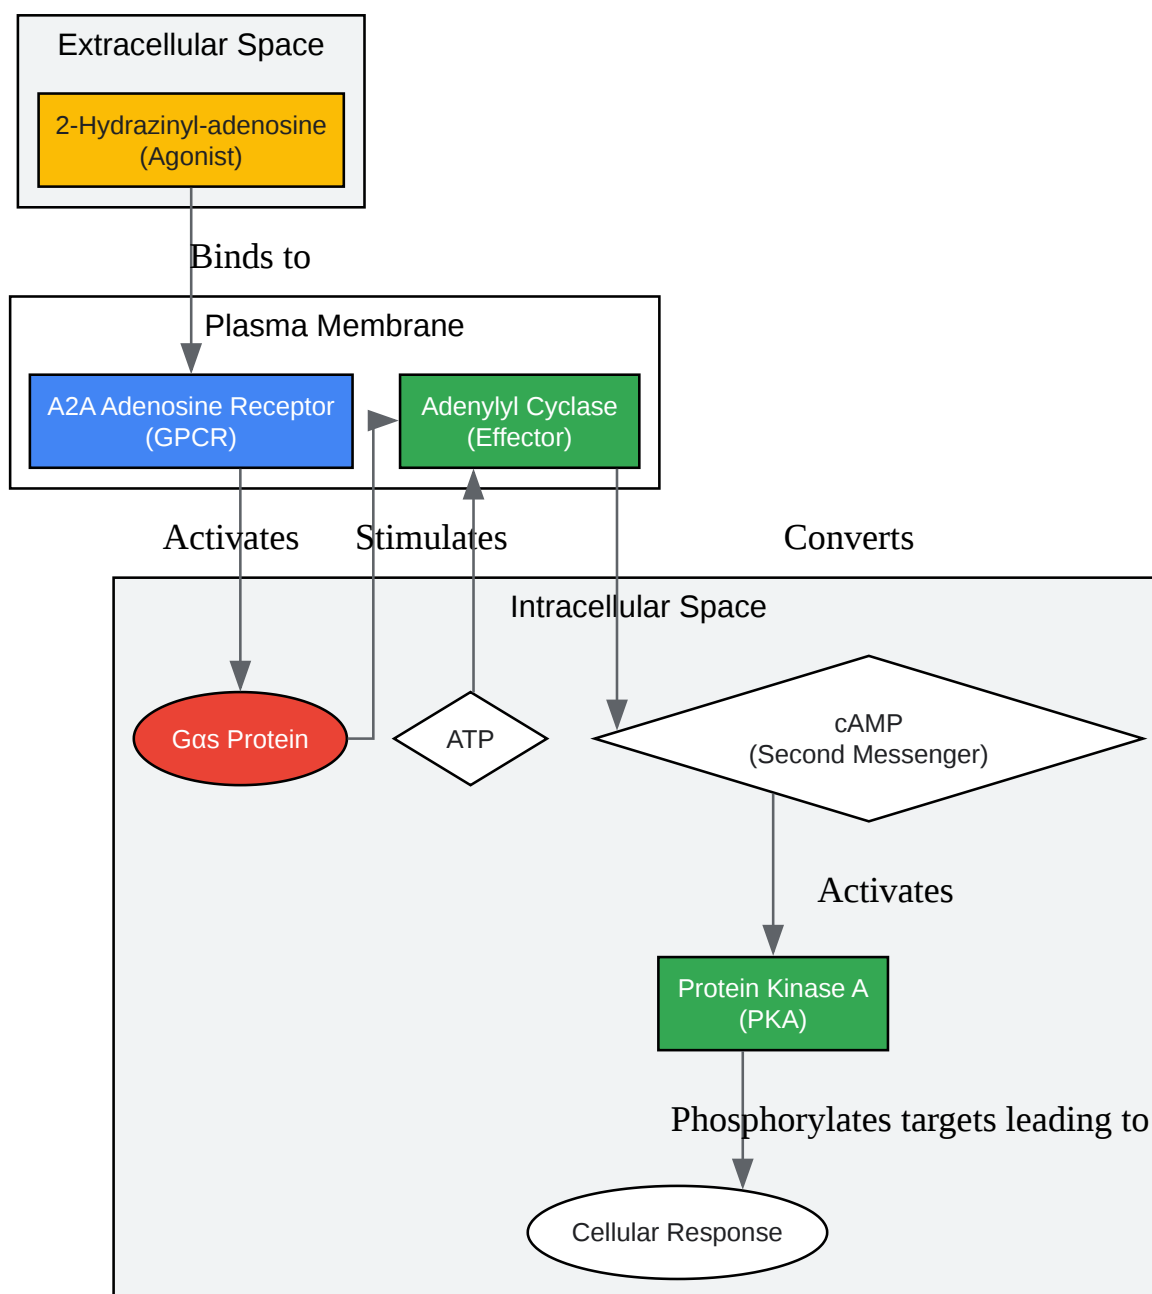 Extracellular Space
2-Hydrazinyl-adenosine
(Agonist)
Binds to
Plasma Membrane
A2A Adenosine Receptor
(GPCR)
Adenylyl Cyclase
(Effector)
Activates
Stimulates
Converts
Intracellular Space
Gαs Protein
ATP
cAMP
(Second Messenger)
Activates
Protein Kinase A
(PKA)
Phosphorylates targets leading to
Cellular Response